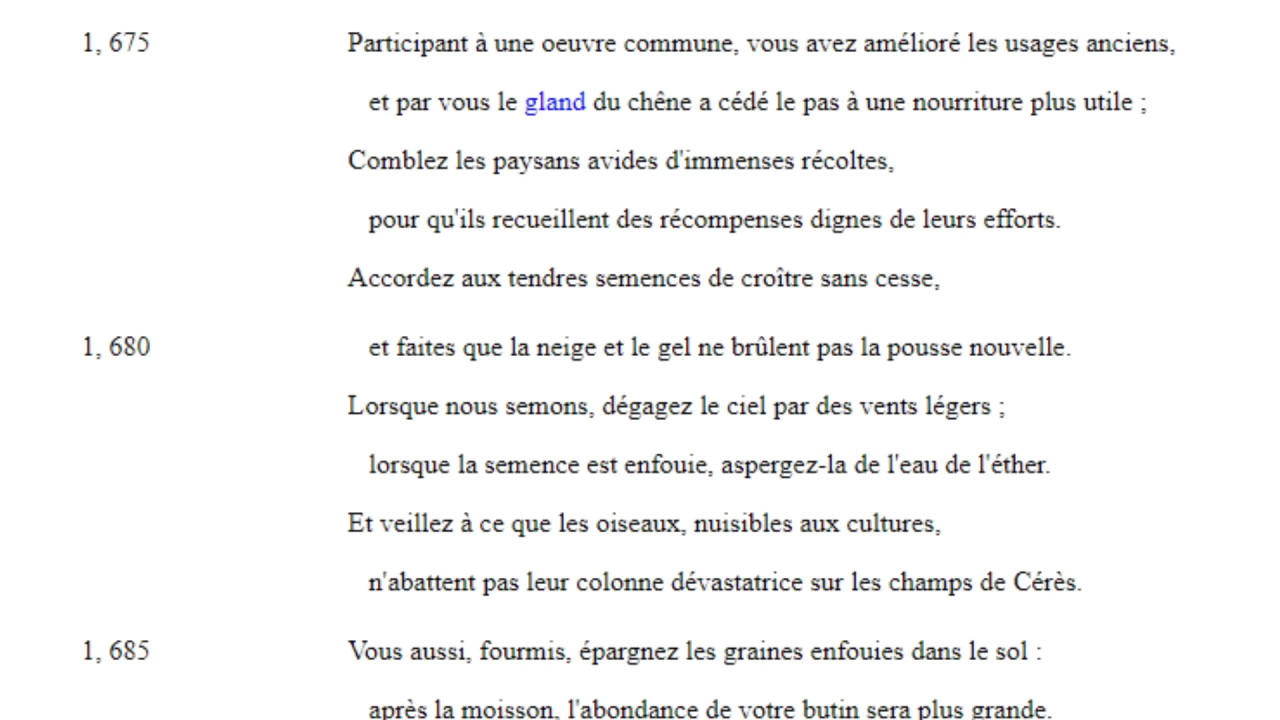 1, 675 Participant à une oeuvre commune, vous avez amélioré les usages anciens,
et par vous le gland du chêne a cédé le pas à une nourriture plus utile ;
Comblez les paysans avides d'immenses récoltes,
pour qu'ils recueillent des récompenses dignes de leurs efforts.
Accordez aux tendres semences de croître sans cesse,
1, 680 et faites que la neige et le gel ne brûlent pas la pousse nouvelle.
Lorsque nous semons, dégagez le ciel par des vents légers ;
lorsque la semence est enfouie, aspergez-la de l'eau de l'éther.
Et veillez à ce que les oiseaux, nuisibles aux cultures,
n'abattent pas leur colonne dévastatrice sur les champs de Cérès.
1, 685 Vous aussi, fourmis, épargnez les graines enfouies dans le sol :
après la moisson, l'abondance de votre butin sera plus grande.